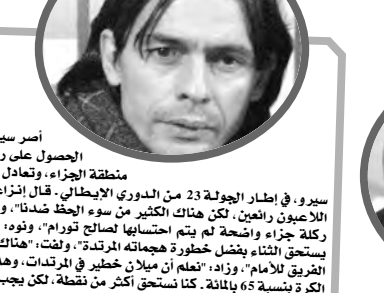 أصر سي
الحصول على ر
منطقة الجزاء، وتعادل
سيرو، في إطار الجولة 23 من الدوري الإيطالي. قال إنزا
اللاعبون رائعين، لكن هناك الكثير من سوء الحظ ضدنا"، و
ركلة جزاء واضحة لم يتم احتسابها لصالح تورام"، ونوه:
يستحق الثناء بفضل خطورة هجماته المرتدة"، ولفت: "هناك
الفريق للأمام"، وزاد: "نعلم أن ميلان خطير في المرتدات، وهذ
الكرة بنسبة 65 بالمائة. كنا نستحق أكثر من نقطة، لكن يجب